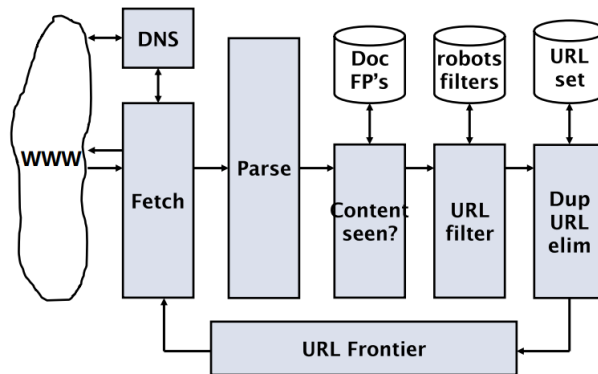 DNS
Doc
FP's
robots
filters
URL
set
WWW
Fetch
Parse
Content
seen?
URL
filter
Dup
URL
elim
URL Frontier